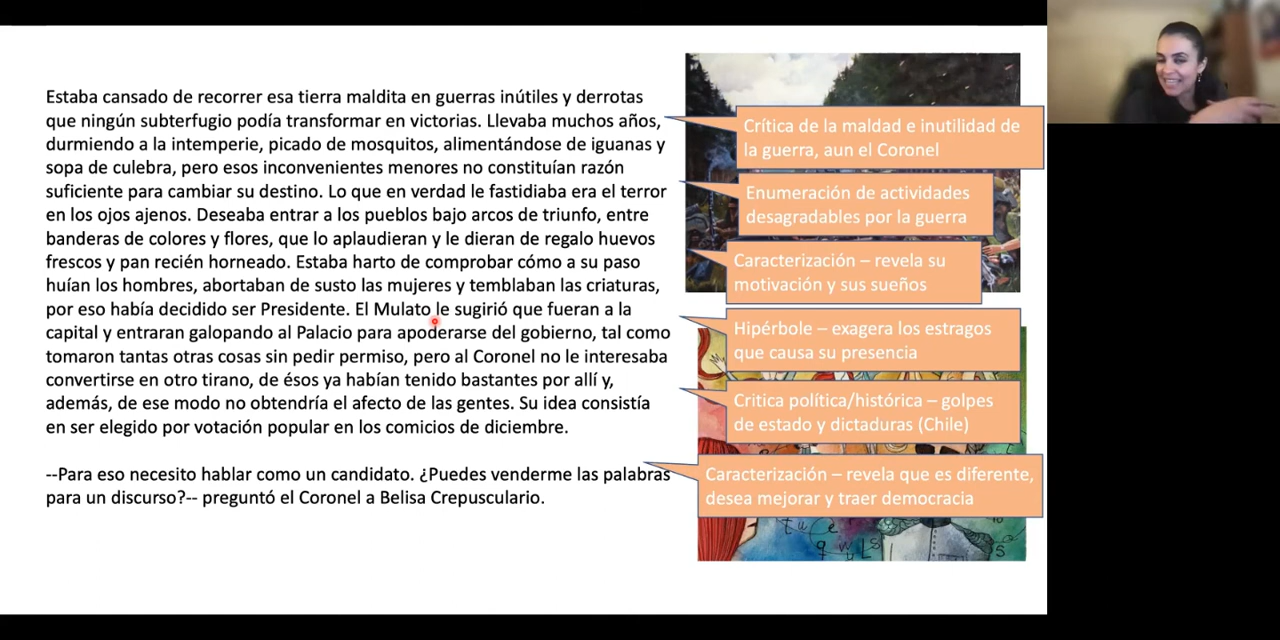 Estaba cansado de recorrer esa tierra maldita en guerras inútiles y derrotas
que ningún subterfugio podía transformar en victorias. Llevaba muchos años,
durmiendo a la intemperie, picado de mosquitos, alimentándose de iguanas y
sopa de culebra, pero esos inconvenientes menores no constituían razón
suficiente para cambiar su destino. Lo que en verdad le fastidiaba era el terror
en los ojos ajenos. Deseaba entrar a los pueblos bajo arcos de triunfo, entre
banderas de colores y flores, que lo aplaudieran y le dieran de regalo huevos
frescos y pan recién horneado. Estaba harto de comprobar cómo a su paso
huían los hombres, abortaban de susto las mujeres y temblaban las criaturas,
por eso había decidido ser Presidente. El Mulato le sugirió que fueran a la
capital y entraran galopando al Palacio para apoderarse del gobierno, tal como
tomaron tantas otras cosas sin pedir permiso, pero al Coronel no le interesaba
convertirse en otro tirano, de ésos ya habían tenido bastantes por allí y,
además, de ese modo no obtendría el afecto de las gentes. Su idea consistía
en ser elegido por votación popular en los comicios de diciembre.
--Para eso necesito hablar como un candidato. ¿Puedes venderme las palabras
para un discurso?-- preguntó el Coronel a Belisa Crepusculario.
Crítica de la maldad e inutilidad de
la guerra, aun el Coronel
Enumeración de actividades
desagradables por la guerra
Caracterización – revela su
motivación y sus sueños
Hipérbole – exagera los estragos
que causa su presencia
Critica política/histórica – golpes
de estado y dictaduras (Chile)
Caracterización – revela que es diferente,
desea mejorar y traer democracia